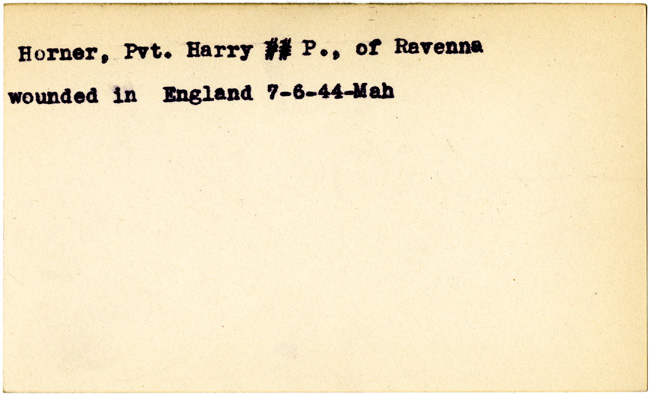 Horner, Pvt. Harry ## P., of Ravenna
wounded in England 7-6-44-Mah